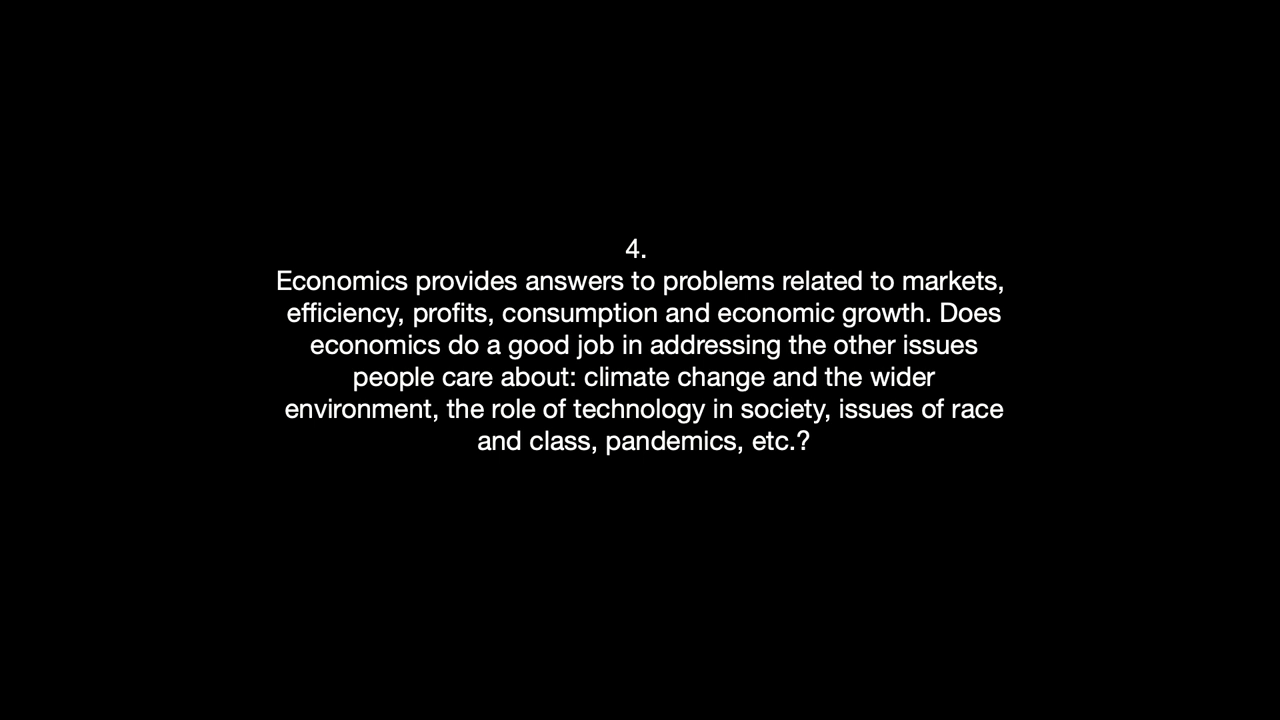 4.
Economics provides answers to problems related to markets,
efficiency, profits, consumption and economic growth. Does
economics do a good job in addressing the other issues
people care about: climate change and the wider
environment, the role of technology in society, issues of race
and class, pandemics, etc.?